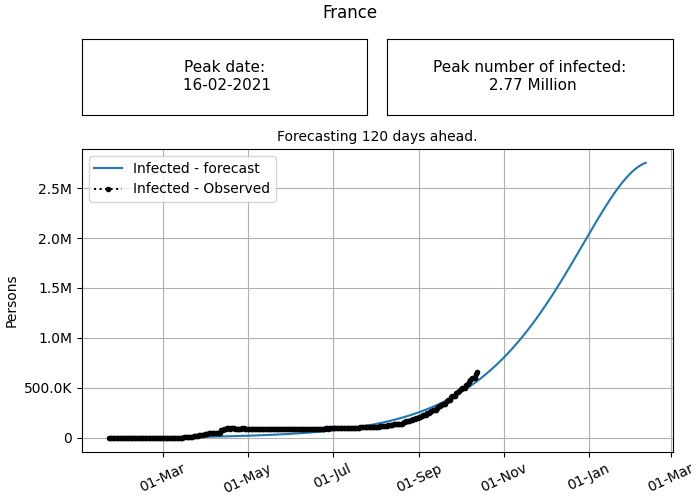 France
Peak date:
16-02-2021
Peak number of infected:
2.77 Million
Forecasting 120 days ahead.
Infected - forecast
Infected - Observed
Persons
2.5M
2.0M
1.5M
1.0M
500.0K
0
01-Mar
01-May
01-Jul
01-Sep
01-Nov
01-Jan
01-Mar